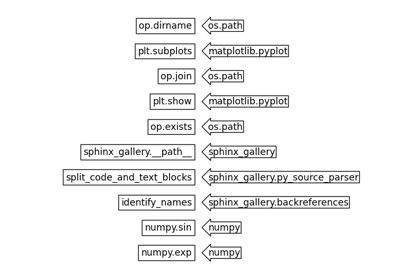 op.dirname os.path
plt.subplots matplotlib.pyplot
op.join os.path
plt.show matplotlib.pyplot
op.exists os.path
sphinx_gallery.__path__ sphinx_gallery
split_code_and_text_blocks sphinx_gallery.py_source_parser
identify_names sphinx_gallery.backreferences
numpy.sin numpy
numpy.exp numpy